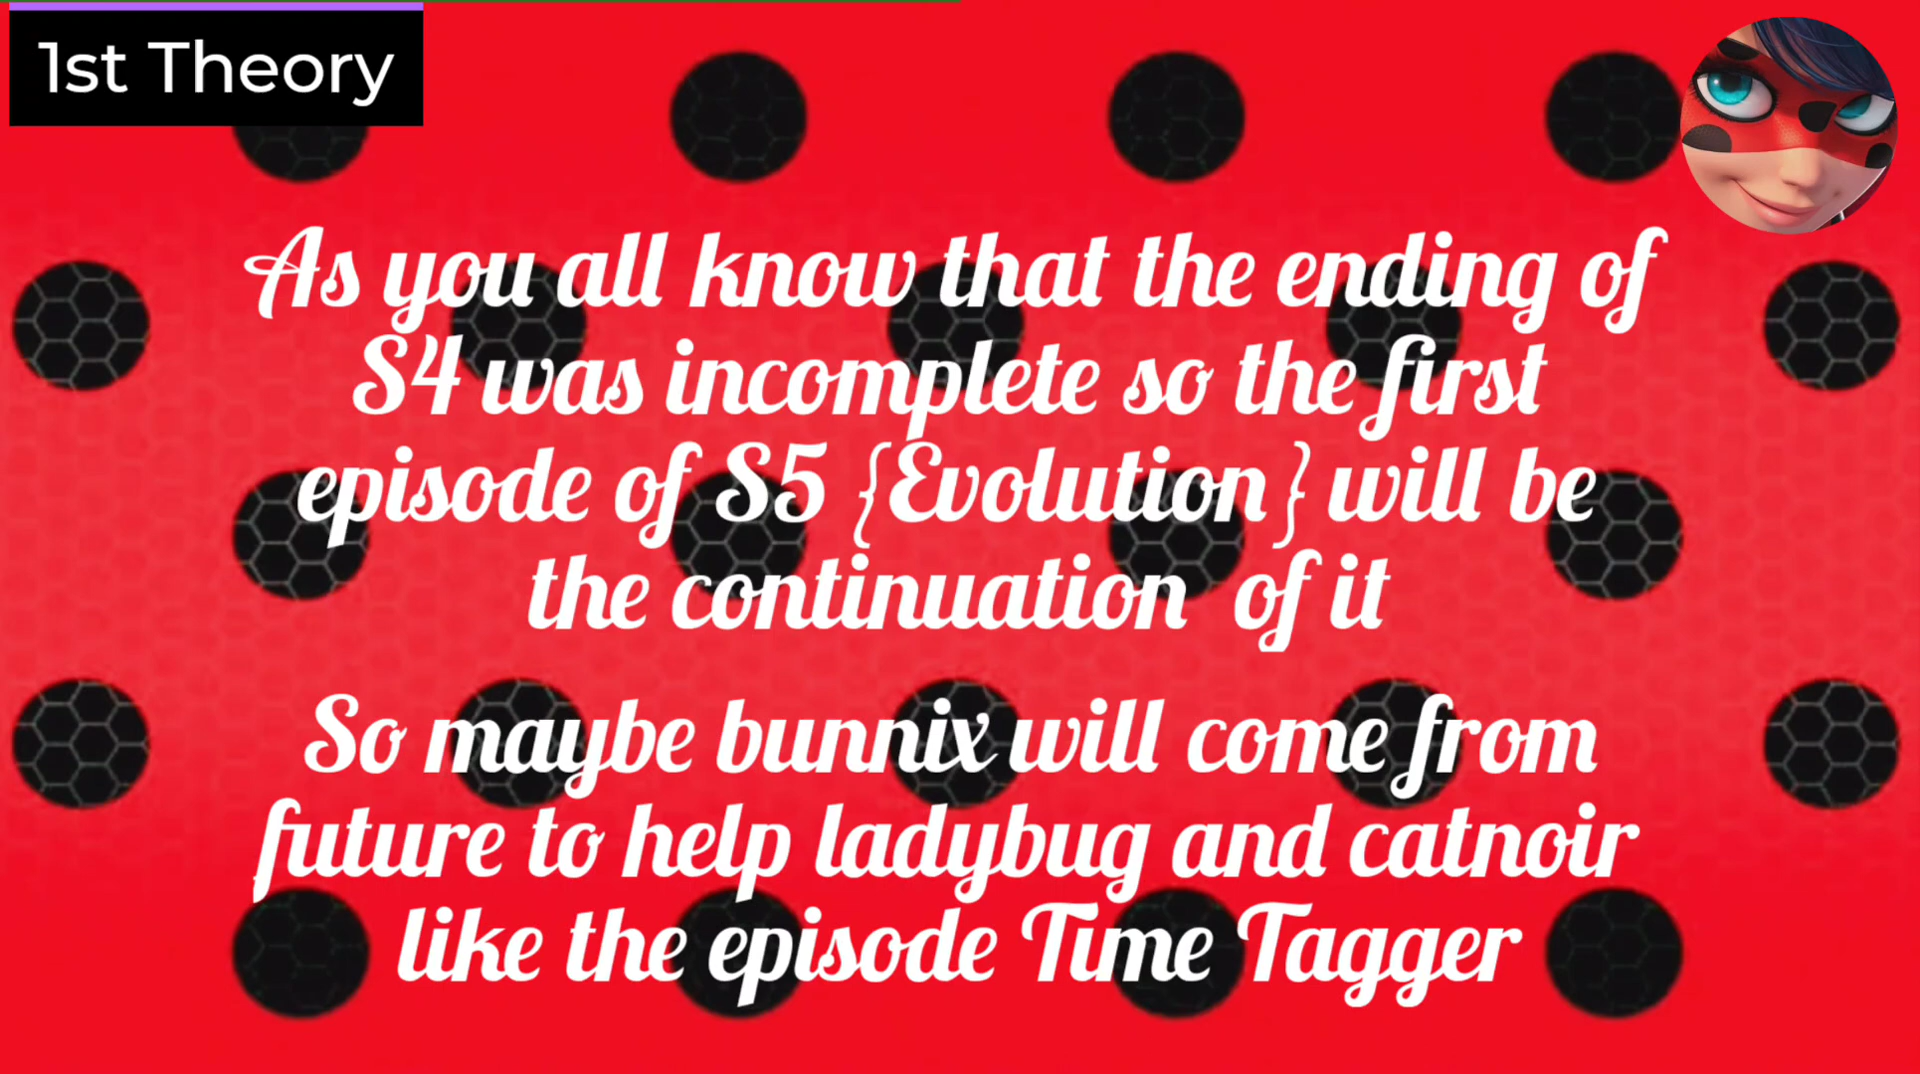 1st Theory
As you all know that the ending of
S4 was incomplete so the first
episode of S5 {Evolution} will be
the continuation of it
So maybe bunnix will come from
future to help ladybug and catnoir
like the episode Time Tagger